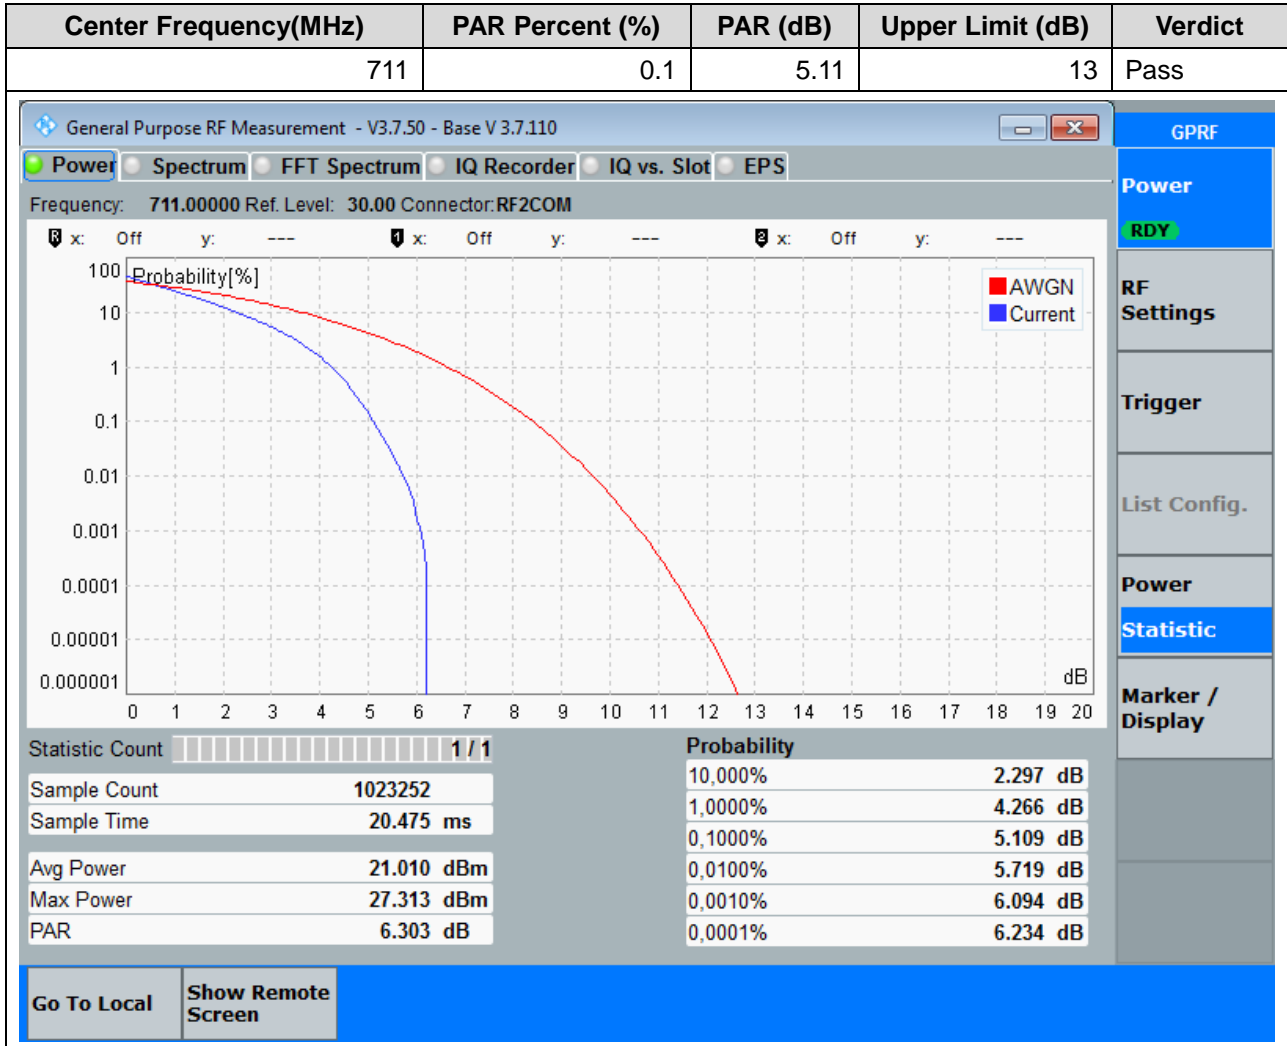 Center Frequency(MHz) PAR Percent (%) PAR (dB) Upper Limit (dB) Verdict
711 0.1 5.11 13 Pass
General Purpose RF Measurement - V3.7.50 - Base V 3.7.110
GPRF
Power Spectrum FFT Spectrum IQ Recorder IQ vs. Slot EPS
Power
RDY
Frequency: 711.00000 Ref. Level: 30.00 Connector: RF2COM
R x: Off y: --- 1 x: Off y: --- 2 x: Off y: ---
Probability[%]
AWGN
Current
100
10
1
0.1
0.01
0.001
0.0001
0.00001
0.000001
dB
0 1 2 3 4 5 6 7 8 9 10 11 12 13 14 15 16 17 18 19 20
RF
Settings
Trigger
List Config.
Power
Statistic
Marker /
Display
Statistic Count 1 / 1
Sample Count 1023252
Sample Time 20.475 ms
Avg Power 21.010 dBm
Max Power 27.313 dBm
PAR 6.303 dB
Probability
10,000% 2.297 dB
1,0000% 4.266 dB
0,1000% 5.109 dB
0,0100% 5.719 dB
0,0010% 6.094 dB
0,0001% 6.234 dB
Go To Local
Show Remote
Screen